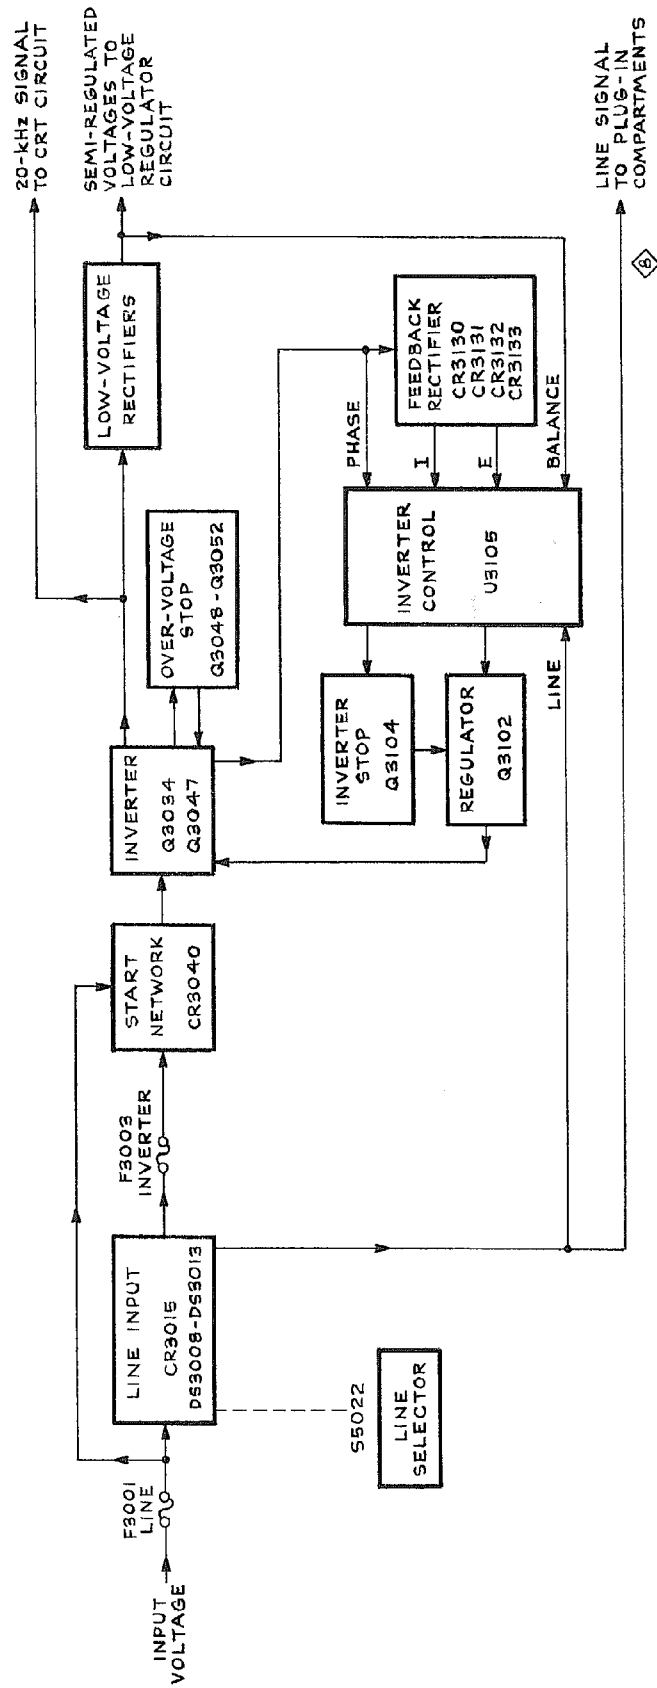 INPUT
VOLTAGE
F3001
LINE
LINE INPUT
CR3015
DS3008-DS3013
S5022
LINE
SELECTOR
F3003
INVERTER
START
NETWORK
CR3040
INVERTER
Q3034
Q3047
OVER-VOLTAGE
STOP
Q3048-Q3052
LOW-VOLTAGE
RECTIFIERS
20-kHz SIGNAL
TO CRT CIRCUIT
SEMI-REGULATED
VOLTAGES TO
LOW-VOLTAGE
REGULATOR
CIRCUIT
INVERTER
STOP
Q3104
REGULATOR
Q3102
INVERTER
CONTROL
U3105
LINE
PHASE
I
E
BALANCE
FEEDBACK
RECTIFIER
CR3130
CR3131
CR3132
CR3133
LINE SIGNAL
TO PLUG-IN
COMPARTMENTS
8